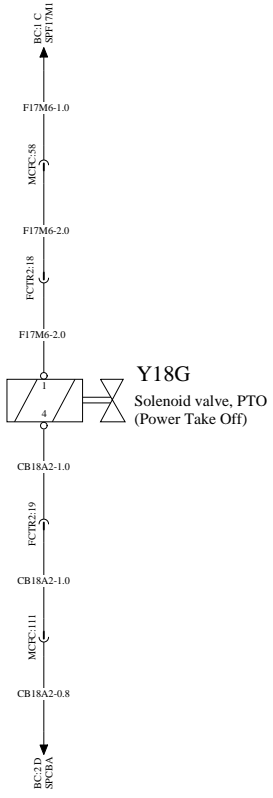 BC:1 C
SPF17M1
F17M6-1.0
MCFC:58
F17M6-2.0
FCTR2:18
F17M6-2.0
1
Y18G
4
Solenoid valve, PTO
(Power Take Off)
CB18A2-1.0
FCTR2:19
CB18A2-1.0
MCFC:111
CB18A2-0.8
BC:2 D
SPCBA